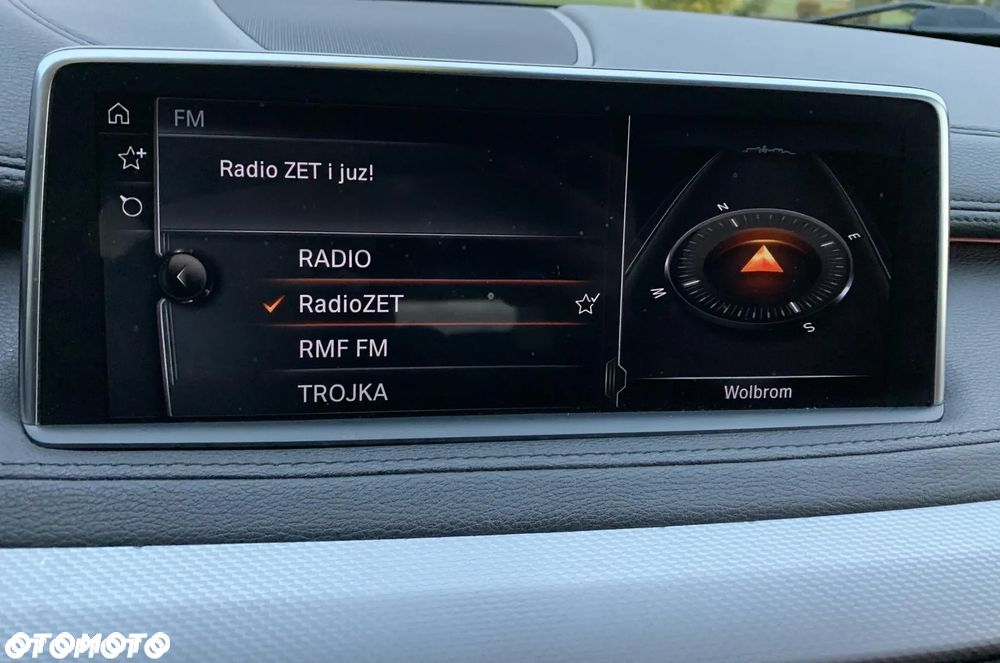 FM
Radio ZET i juz!
RADIO
RadioZET
RMF FM
TROJKA
N
E
W
S
Wolbrom
OTOMOTO